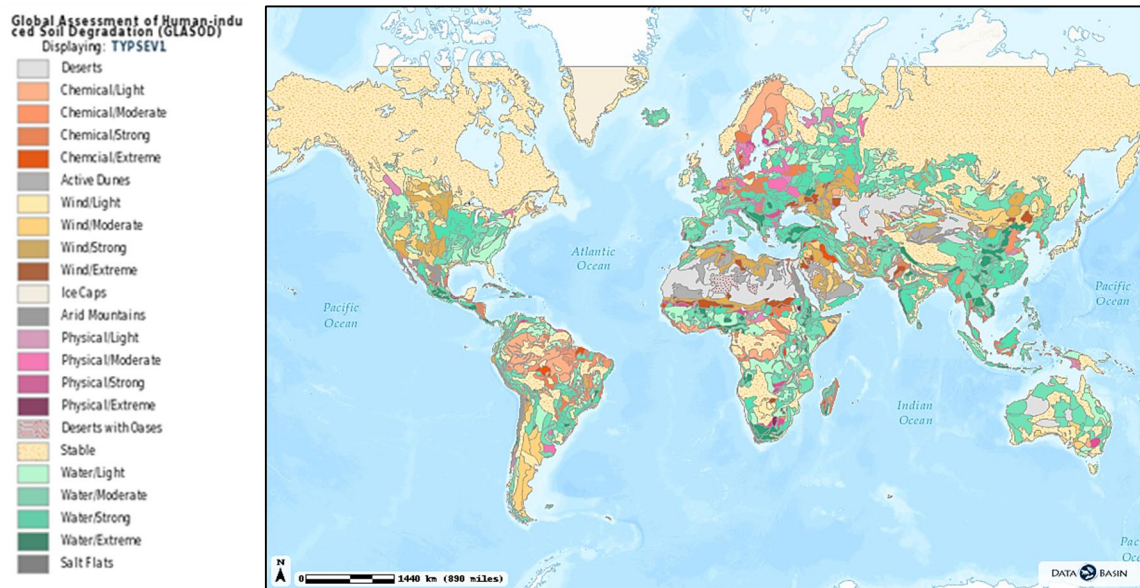 Global Assessment of Human-indu
ced Soil Degradation (GLASOD)
Displaying: TYPSEV1
Deserts
Chemical/Light
Chemical/Moderate
Chemical/Strong
Chemcial/Extreme
Active Dunes
Wind/Light
Wind/Moderate
Wind/Strong
Wind/Extreme
Ice Caps
Arid Mountains
Physical/Light
Physical/Moderate
Physical/Strong
Physical/Extreme
Deserts with Oases
Stable
Water/Light
Water/Moderate
Water/Strong
Water/Extreme
Salt Flats
Atlantic
Ocean
Pacific
Ocean
Pacific
Ocean
Indian
Ocean
Pac
Oc
N
0 1440 km (890 miles)
DATA BASIN